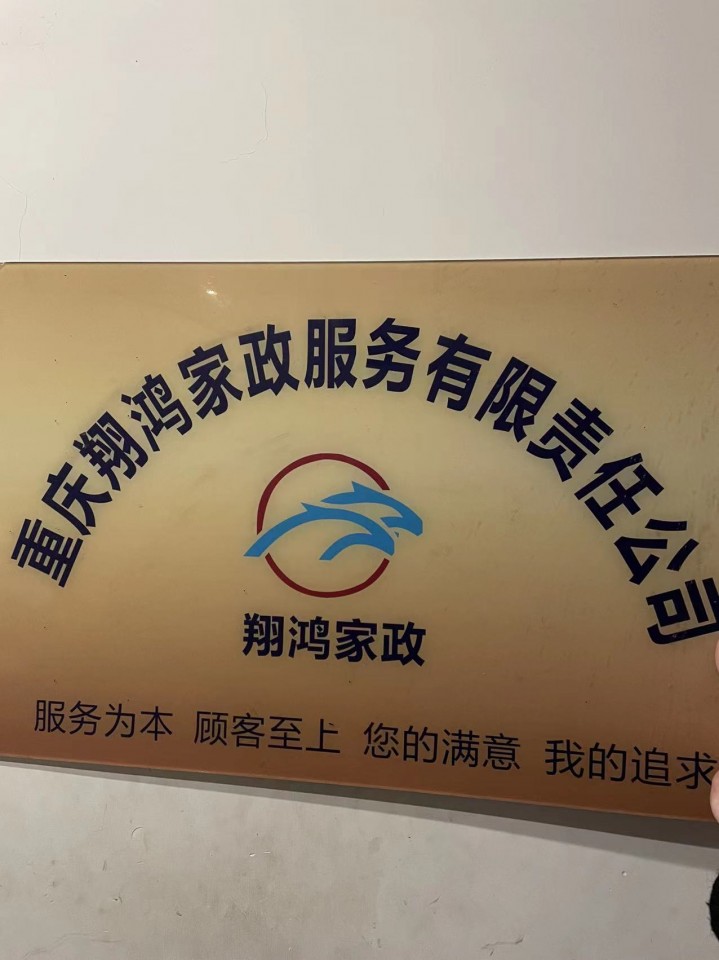 重庆翔鸿家政服务有限责任公司
翔鸿家政
服务为本 顾客至上 您的满意 我的追求